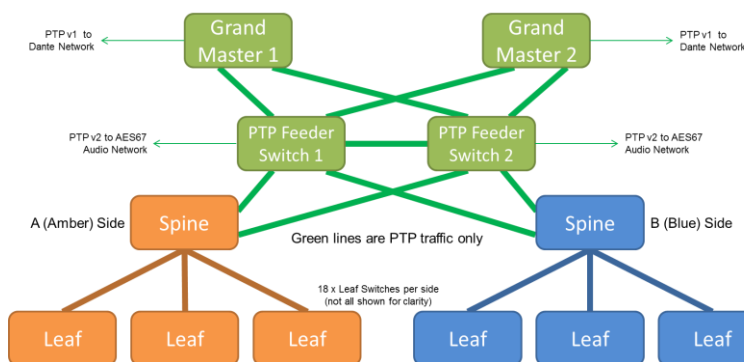 PTP v1 to
Dante Network
Grand
Master 1
Grand
Master 2
PTP v1 to
Dante Network
PTP v2 to AES67
Audio Network
PTP Feeder
Switch 1
PTP Feeder
Switch 2
PTP v2 to AES67
Audio Network
A (Amber) Side
Spine
Green lines are PTP traffic only
Spine
B (Blue) Side
18 x Leaf Switches per side
(not all shown for clarity)
Leaf
Leaf
Leaf
Leaf
Leaf
Leaf